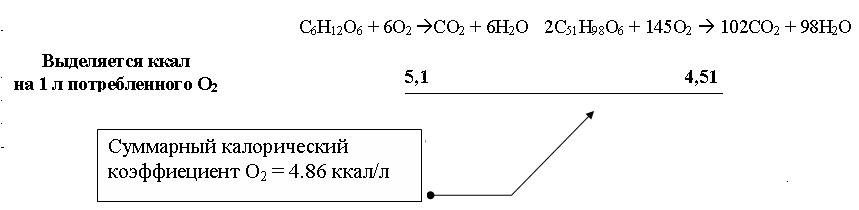 C₆H₁₂O₆ + 6O₂ →CO₂ + 6H₂O 2C₅₁H₉₈O₆ + 145O₂ → 102CO₂ + 98H₂O
Выделяется ккал
на 1 л потребленного O₂
5,1 4,51
Суммарный калорический
коэффиециент O₂ = 4.86 ккал/л